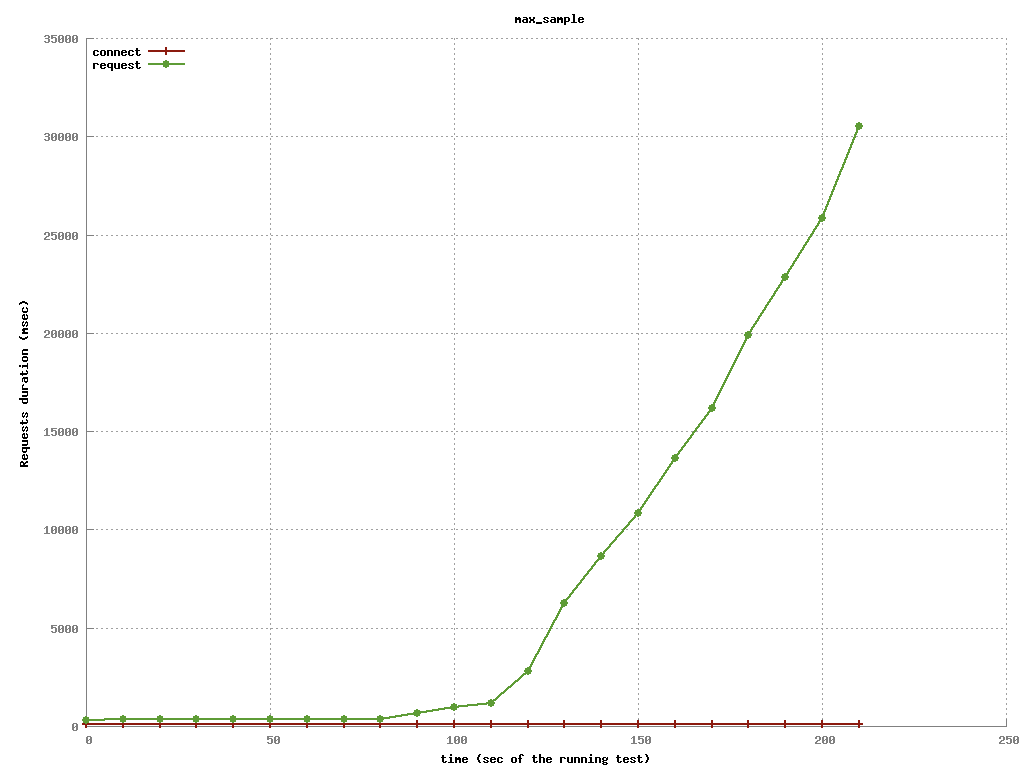 max_sample
connect
request
35000
30000
25000
20000
15000
10000
5000
0
Requests duration (msec)
0 50 100 150 200 250
time (sec of the running test)